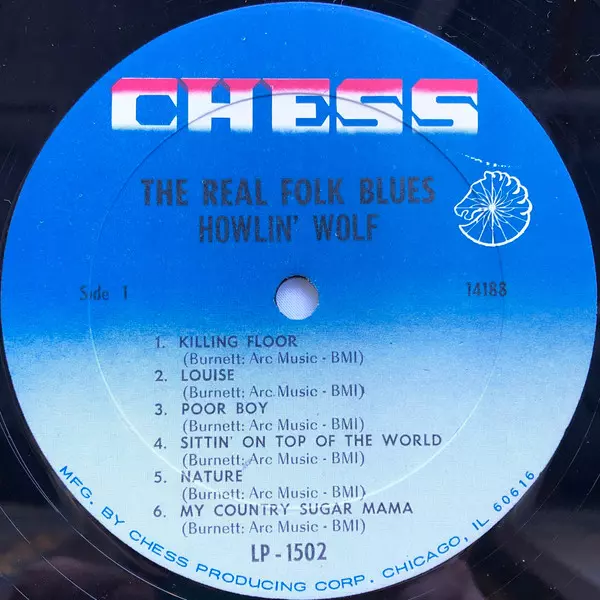 CHESS
THE REAL FOLK BLUES
HOWLIN' WOLF
Side 1
14188
1. KILLING FLOOR
(Burnett: Arc Music - BMI)
2. LOUISE
(Burnett: Arc Music - BMI)
3. POOR BOY
(Burnett: Arc Music - BMI)
4. SITTIN' ON TOP OF THE WORLD
(Burnett: Arc Music - BMI)
5. NATURE
(Burnett: Arc Music - BMI)
6. MY COUNTRY SUGAR MAMA
(Burnett: Arc Music - BMI)
LP - 1502
MFG. BY CHESS PRODUCING CORP. CHICAGO, IL 60616